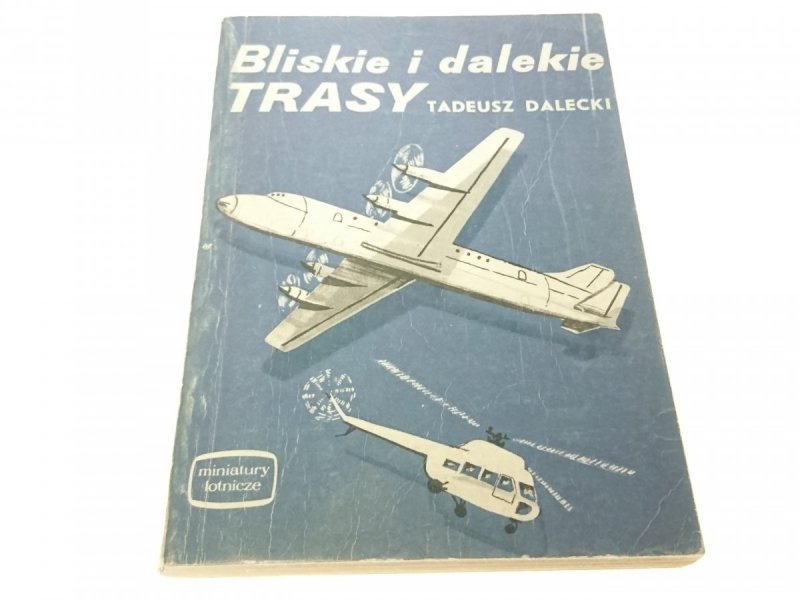 Bliskie i dalekie
TRASY TADEUSZ DALECKI
miniatury
lotnicze